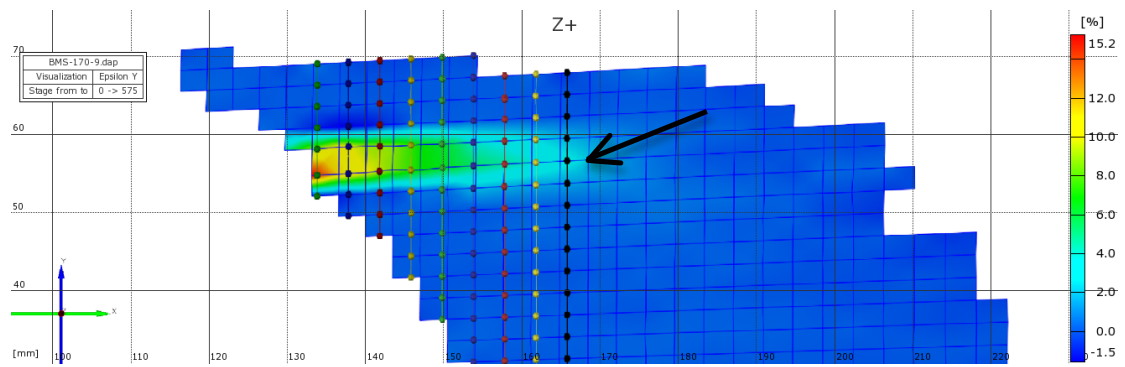 Z+
[%]
BMS-170-9.dap
Visualization Epsilon Y
Stage from to 0 -> 575
70
60
50
40
[mm]
100 110 120 130 140 150 160 170 180 190 200 210 220
15.2
12.0
10.0
8.0
6.0
4.0
2.0
0.0
-1.5
Y
X